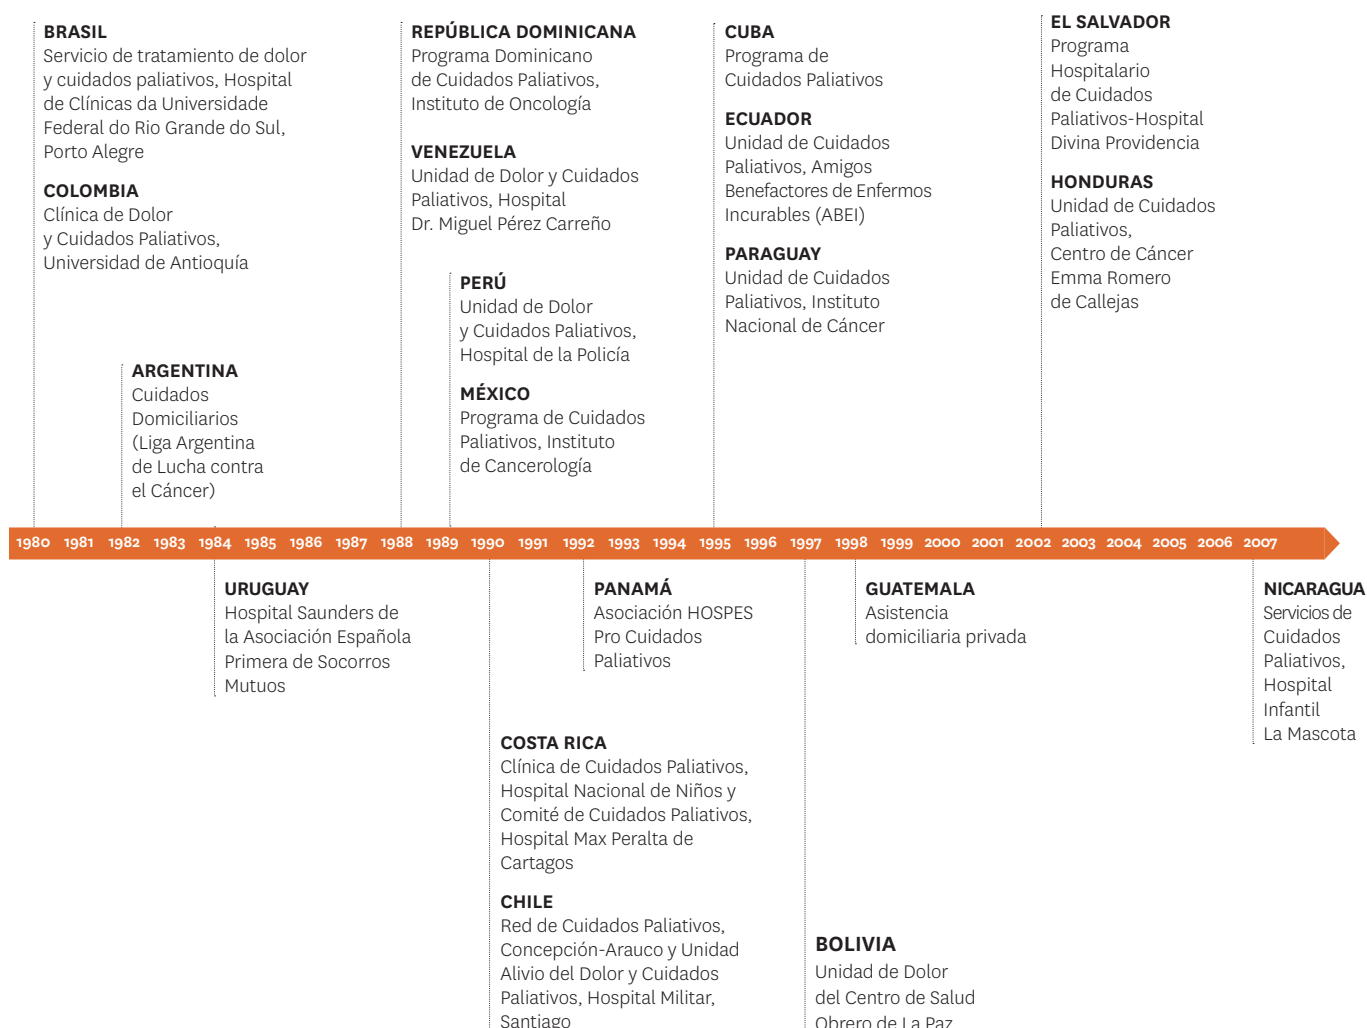 BRASIL
Servicio de tratamiento de dolor
y cuidados paliativos, Hospital
de Clínicas da Universidade
Federal do Rio Grande do Sul,
Porto Alegre
COLOMBIA
Clínica de Dolor
y Cuidados Paliativos,
Universidad de Antioquía
ARGENTINA
Cuidados
Domiciliarios
(Liga Argentina
de Lucha contra
el Cáncer)
REPÚBLICA DOMINICANA
Programa Dominicano
de Cuidados Paliativos,
Instituto de Oncología
VENEZUELA
Unidad de Dolor y Cuidados
Paliativos, Hospital
Dr. Miguel Pérez Carreño
PERÚ
Unidad de Dolor
y Cuidados Paliativos,
Hospital de la Policía
MÉXICO
Programa de Cuidados
Paliativos, Instituto
de Cancerología
CUBA
Programa de
Cuidados Paliativos
ECUADOR
Unidad de Cuidados
Paliativos, Amigos
Benefactores de Enfermos
Incurables (ABEI)
PARAGUAY
Unidad de Cuidados
Paliativos, Instituto
Nacional de Cáncer
EL SALVADOR
Programa
Hospitalario
de Cuidados
Paliativos-Hospital
Divina Providencia
HONDURAS
Unidad de Cuidados
Paliativos,
Centro de Cáncer
Emma Romero
de Callejas
1980 1981 1982 1983 1984 1985 1986 1987 1988 1989 1990 1991 1992 1993 1994 1995 1996 1997 1998 1999 2000 2001 2002 2003 2004 2005 2006 2007
URUGUAY
Hospital Saunders de
la Asociación Española
Primera de Socorros
Mutuos
COSTA RICA
Clínica de Cuidados Paliativos,
Hospital Nacional de Niños y
Comité de Cuidados Paliativos,
Hospital Max Peralta de
Cartagos
CHILE
Red de Cuidados Paliativos,
Concepción-Arauco y Unidad
Alivio del Dolor y Cuidados
Paliativos, Hospital Militar,
Santiago
PANAMÁ
Asociación HOSPES
Pro Cuidados
Paliativos
BOLIVIA
Unidad de Dolor
del Centro de Salud
Obrero de La Paz
GUATEMALA
Asistencia
domiciliaria privada
NICARAGUA
Servicios de
Cuidados
Paliativos,
Hospital
Infantil
La Mascota